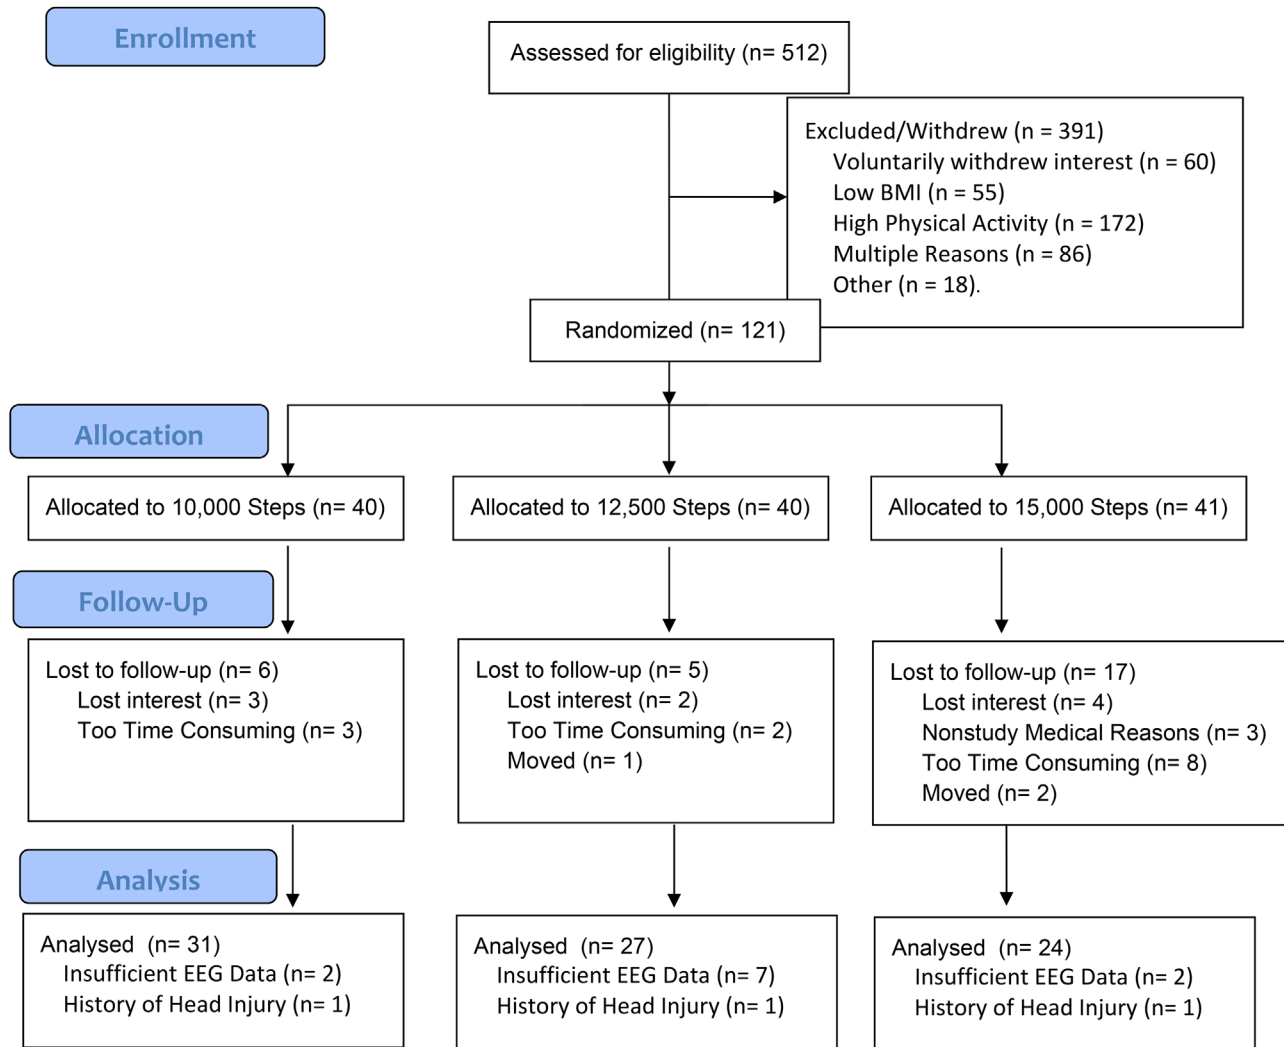 Enrollment
Assessed for eligibility (n= 512)
Excluded/Withdrew (n = 391)
Voluntarily withdrew interest (n = 60)
Low BMI (n = 55)
High Physical Activity (n = 172)
Multiple Reasons (n = 86)
Other (n = 18).
Randomized (n= 121)
Allocation
Allocated to 10,000 Steps (n= 40)
Allocated to 12,500 Steps (n= 40)
Allocated to 15,000 Steps (n= 41)
Follow-Up
Lost to follow-up (n= 6)
Lost interest (n= 3)
Too Time Consuming (n= 3)
Lost to follow-up (n= 5)
Lost interest (n= 2)
Too Time Consuming (n= 2)
Moved (n= 1)
Lost to follow-up (n= 17)
Lost interest (n= 4)
Nonstudy Medical Reasons (n= 3)
Too Time Consuming (n= 8)
Moved (n= 2)
Analysis
Analysed (n= 31)
Insufficient EEG Data (n= 2)
History of Head Injury (n= 1)
Analysed (n= 27)
Insufficient EEG Data (n= 7)
History of Head Injury (n= 1)
Analysed (n= 24)
Insufficient EEG Data (n= 2)
History of Head Injury (n= 1)